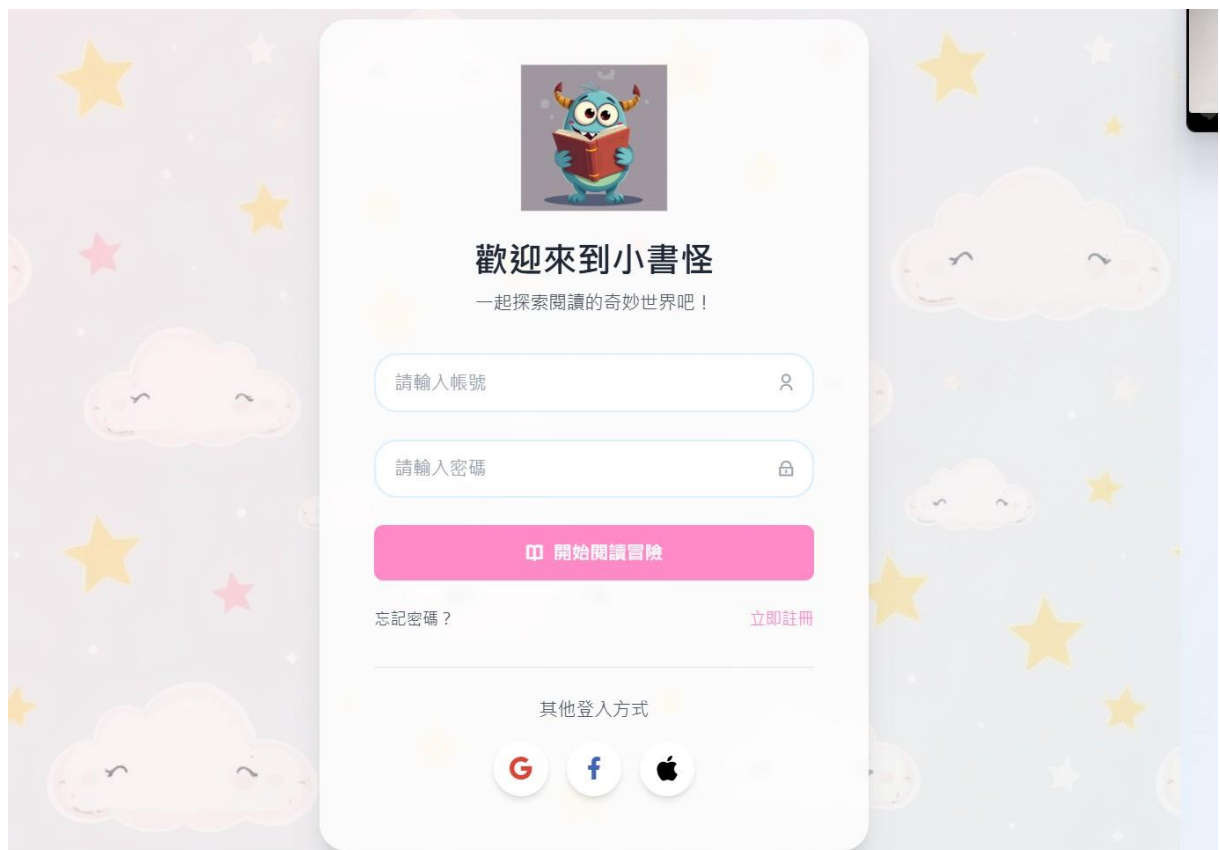 歡迎來到小書怪
一起探索閱讀的奇妙世界吧！
請輸入帳號
請輸入密碼
開始閱讀冒險
忘記密碼？
立即註冊
其他登入方式